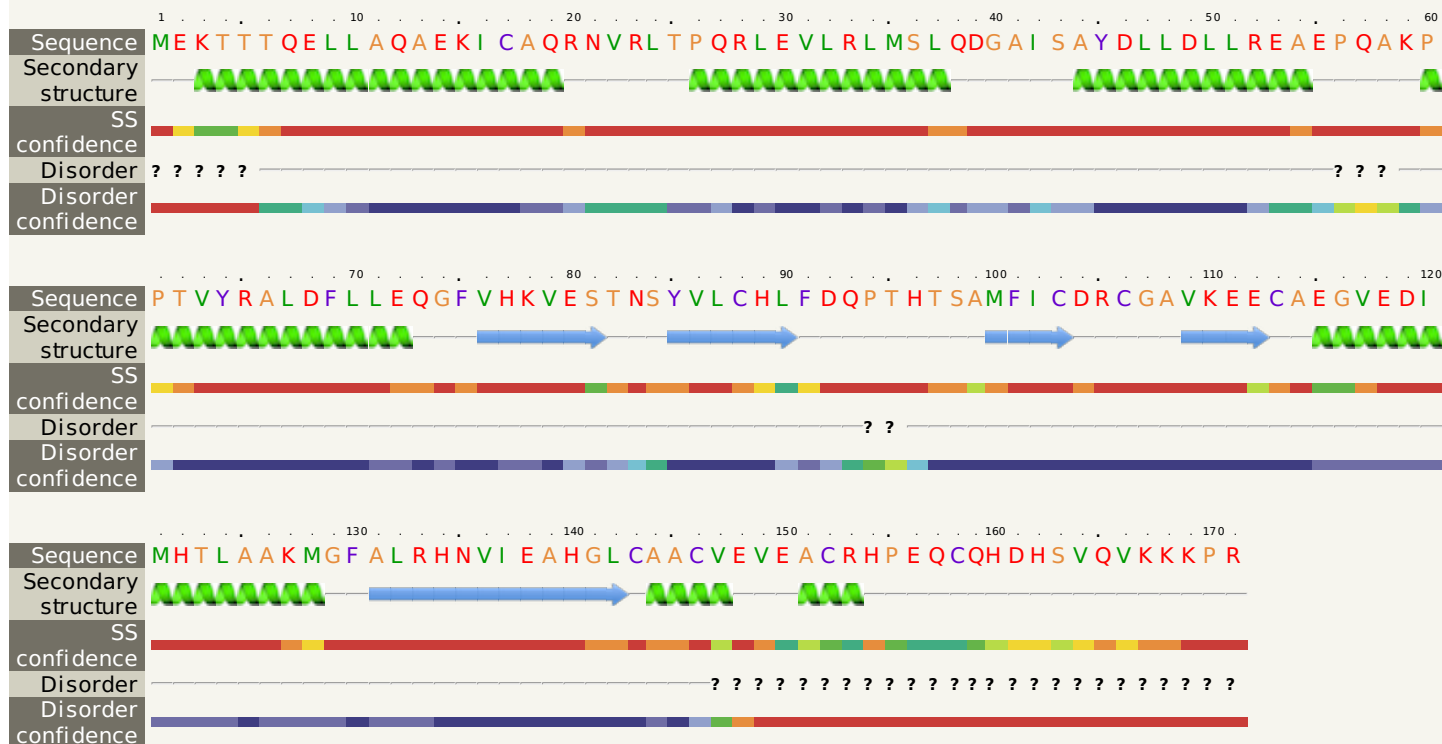 1 . . . . . . . . 10 . . . . . . . . . 20 . . . . . . . . . 30 . . . . . . . . . 40 . . . . . . . . . 50 . . . . . . . . . 60
Sequence M E K T T T Q E L L A Q A E K I C A Q R N V R L T P Q R L E V L R L M S L Q D G A I S A Y D L L D L L R E A E P Q A K P
Secondary
structure
SS
confidence
Disorder ? ? ? ? ? ? ? ?
Disorder
confidence
. . . . . . . . . 70 . . . . . . . . . 80 . . . . . . . . . 90 . . . . . . . . . 100 . . . . . . . . . 110 . . . . . . . . . 120
Sequence P T V Y R A L D F L L E Q G F V H K V E S T N S Y V L C H L F D Q P T H T S A M F I C D R C G A V K E E C A E G V E D I
Secondary
structure
SS
confidence
Disorder ? ?
Disorder
confidence
. . . . . . . . . 130 . . . . . . . . . 140 . . . . . . . . . 150 . . . . . . . . . 160 . . . . . . . . . 170 .
Sequence M H T L A A K M G F A L R H N V I E A H G L C A A C V E V E A C R H P E Q C Q H D H S V Q V K K K P R
Secondary
structure
SS
confidence
Disorder ? ? ? ? ? ? ? ? ? ? ? ? ? ? ? ? ? ? ? ? ? ? ? ? ?
Disorder
confidence